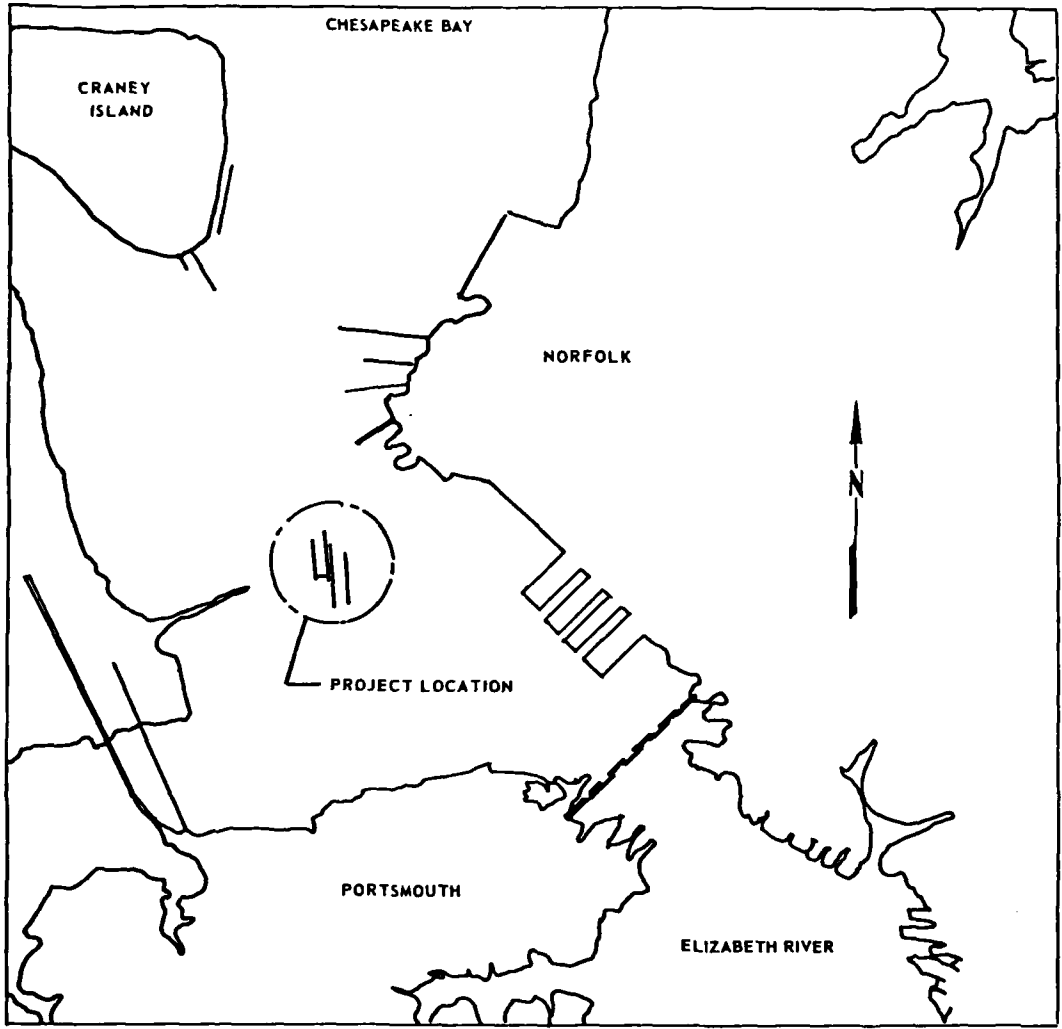 CHESAPEAKE BAY
CRANEY
ISLAND
NORFOLK
N
PROJECT LOCATION
PORTSMOUTH
ELIZABETH RIVER